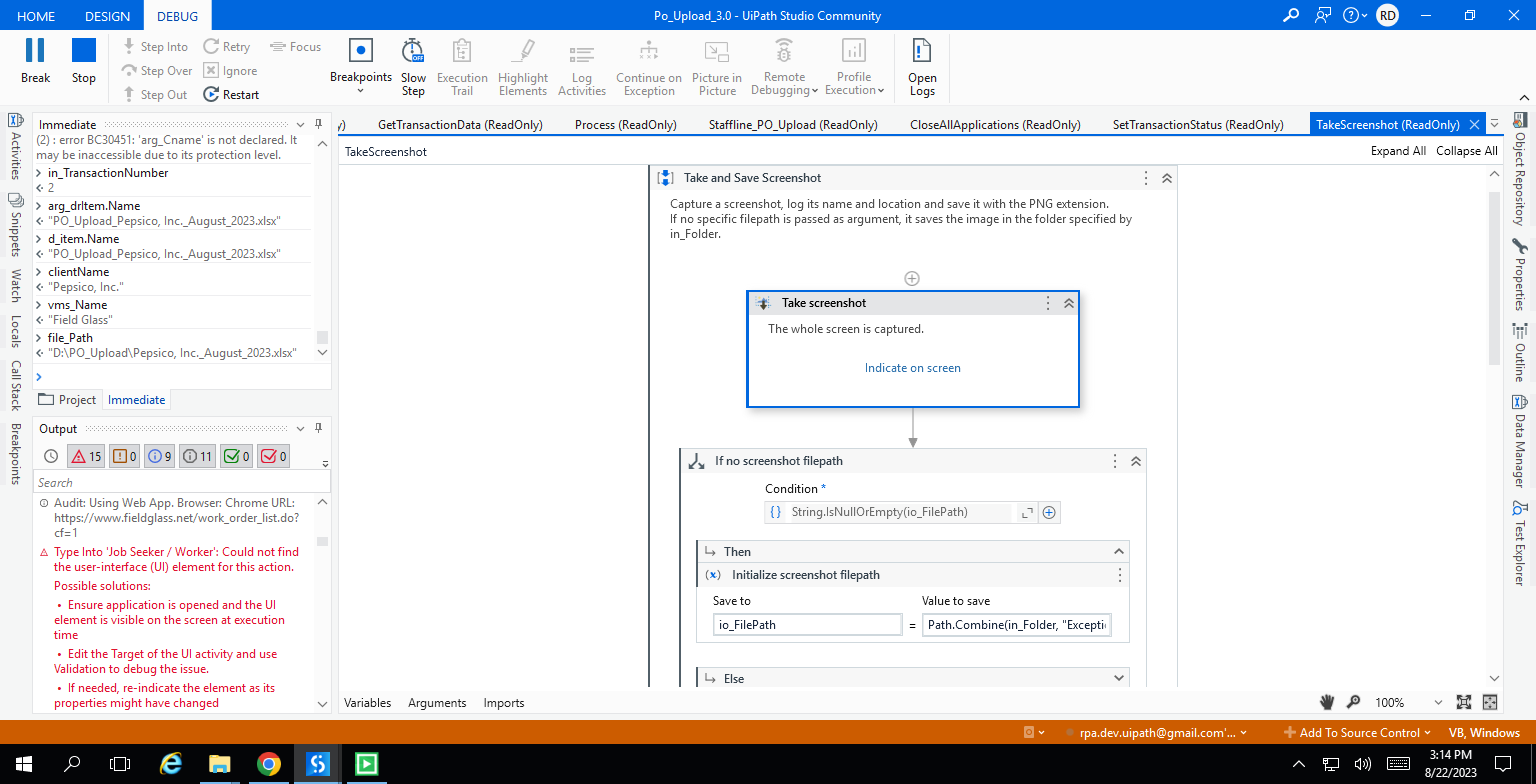 HOME DESIGN DEBUG
Po_Upload_3.0 - UiPath Studio Community
RD
Break
Stop
Step Into
Step Over
Step Out
Retry
Ignore
Restart
Focus
Breakpoints
Slow
Step
Execution
Trail
Highlight
Elements
Log
Activities
Continue on
Exception
Picture in
Picture
Remote
Debugging
Profile
Execution
Open
Logs
Activities
Snippets
Watch
Locals
Call Stack
Breakpoints
Immediate
(2) : error BC30451: 'arg_Cname' is not declared. It
may be inaccessible due to its protection level.
in_TransactionNumber
2
arg_drItem.Name
"PO_Upload_Pepsico, Inc._August_2023.xlsx"
d_item.Name
"PO_Upload_Pepsico, Inc._August_2023.xlsx"
clientName
"Pepsico, Inc."
vms_Name
"Field Glass"
file_Path
"D:\PO_Upload\Pepsico, Inc._August_2023.xlsx"
Project Immediate
Output
15 0 9 11 0 0
Search
Audit: Using Web App. Browser: Chrome URL:
https://www.fieldglass.net/work_order_list.do?
cf=1
Type Into 'Job Seeker / Worker': Could not find
the user-interface (UI) element for this action.
Possible solutions:
• Ensure application is opened and the UI
element is visible on the screen at execution
time
• Edit the Target of the UI activity and use
Validation to debug the issue.
• If needed, re-indicate the element as its
properties might have changed
y) GetTransactionData (ReadOnly) Process (ReadOnly) Staffline_PO_Upload (ReadOnly) CloseAllApplications (ReadOnly) SetTransactionStatus (ReadOnly) TakeScreenshot (ReadOnly)
TakeScreenshot
Expand All Collapse All
Take and Save Screenshot
Capture a screenshot, log its name and location and save it with the PNG extension.
If no specific filepath is passed as argument, it saves the image in the folder specified by
in_Folder.
Take screenshot
The whole screen is captured.
Indicate on screen
If no screenshot filepath
Condition *
String.IsNullOrEmpty(io_FilePath)
Then
Initialize screenshot filepath
Save to Value to save
io_FilePath = Path.Combine(in_Folder, "Excepti
Else
Variables Arguments Imports
100%
Object Repository
Properties
Outline
Data Manager
Test Explorer
rpa.dev.uipath@gmail.com'... Add To Source Control VB, Windows
3:14 PM
8/22/2023